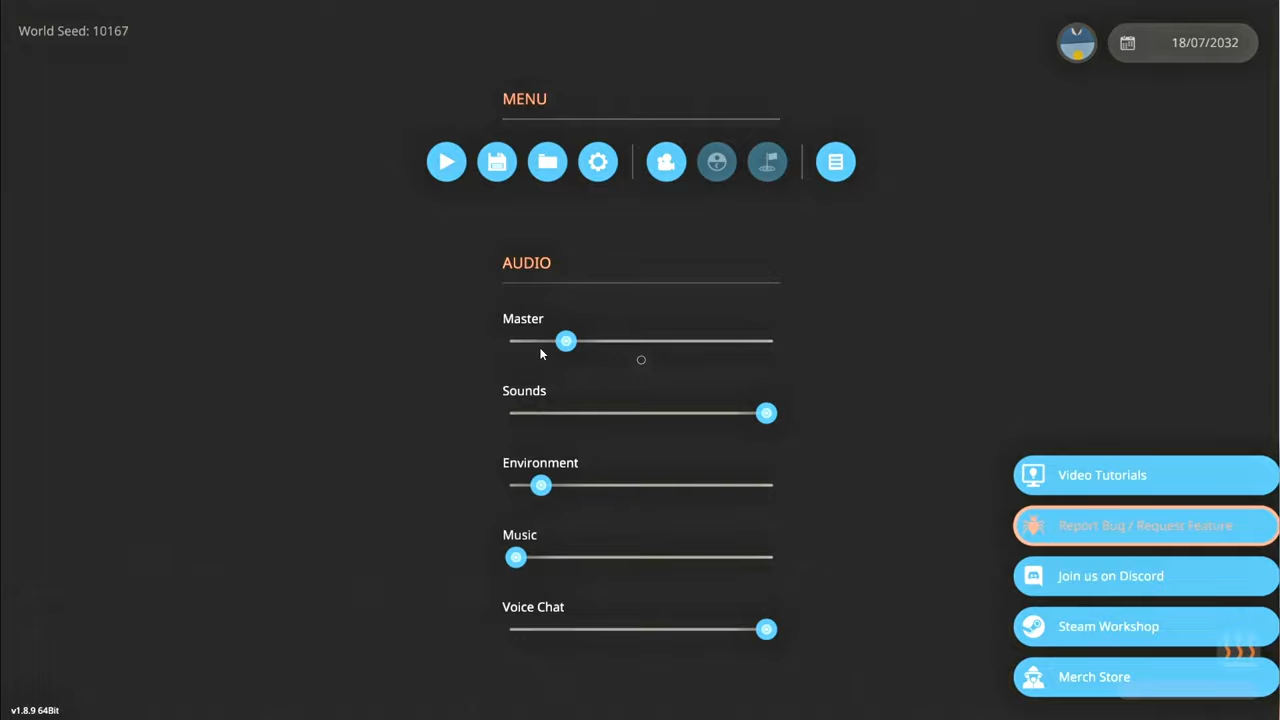 World Seed: 10167
18/07/2032
MENU
AUDIO
Master
Sounds
Environment
Music
Voice Chat
Video Tutorials
Report Bug / Request Feature
Join us on Discord
Steam Workshop
Merch Store
v1.8.9 64Bit